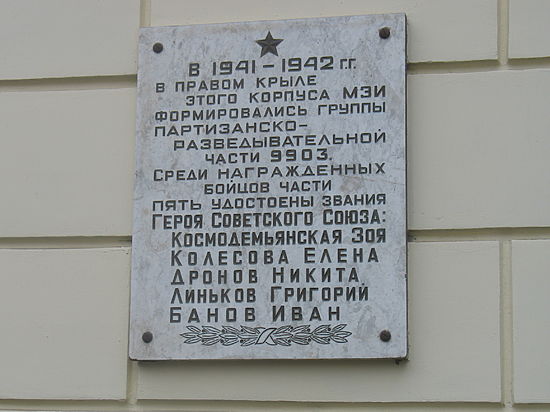 В 1941–1942 гг.
в правом крыле
этого корпуса МЗИ
формировались группы
партизанско-
разведывательной
части 9903.
Среди награжденных
бойцов части
пять удостоены звания
Героя Советского Союза:
Космодемьянская Зоя
Колесова Елена
Дронов Никита
Линьков Григорий
Банов Иван